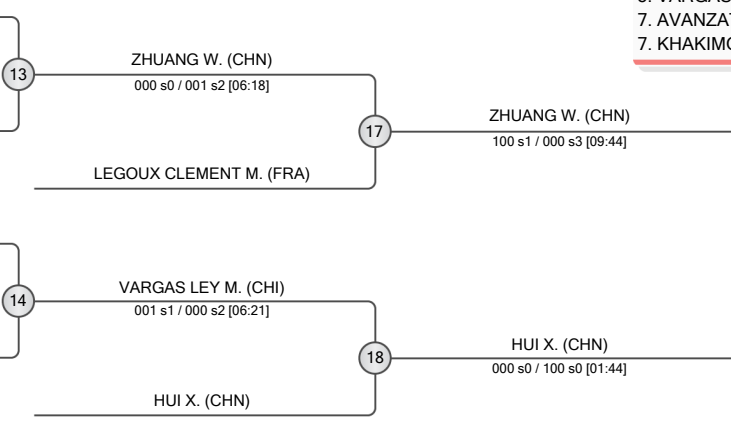 7. AVANZA
7. KHAKIM
13
ZHUANG W. (CHN)
000 s0 / 001 s2 [06:18]
17
ZHUANG W. (CHN)
100 s1 / 000 s3 [09:44]
LEGOUX CLEMENT M. (FRA)
14
VARGAS LEY M. (CHI)
001 s1 / 000 s2 [06:21]
18
HUI X. (CHN)
000 s0 / 100 s0 [01:44]
HUI X. (CHN)